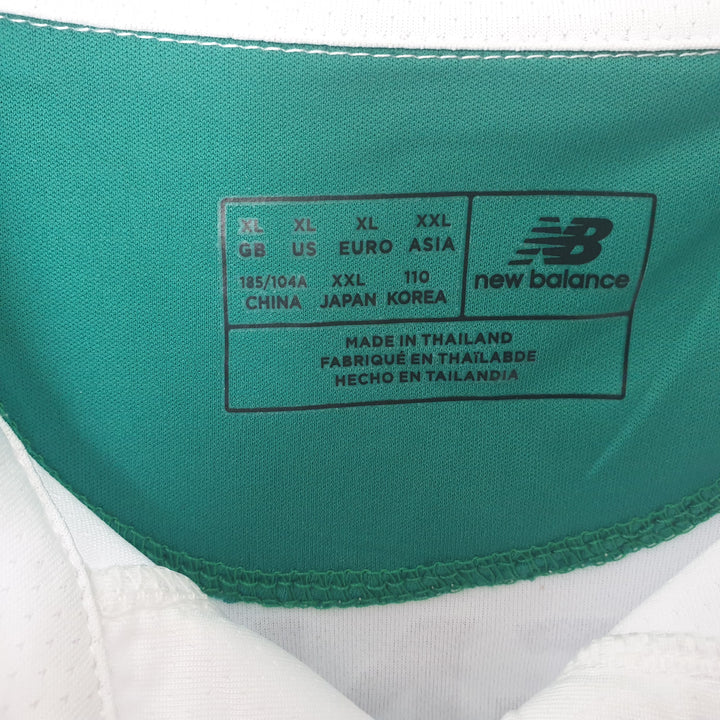 XL XL XL XXL
GB US EURO ASIA
185/104A XXL 110
CHINA JAPAN KOREA
NB
new balance
MADE IN THAILAND
FABRIQUÉ EN THAÏLABDE
HECHO EN TAILANDIA